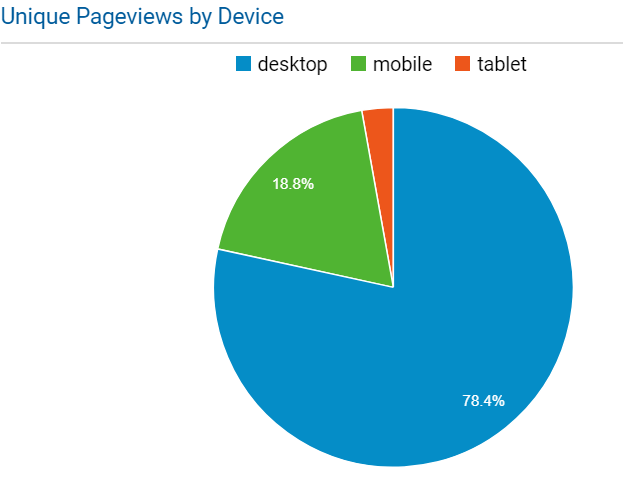 Unique Pageviews by Device
desktop mobile tablet
18.8%
78.4%